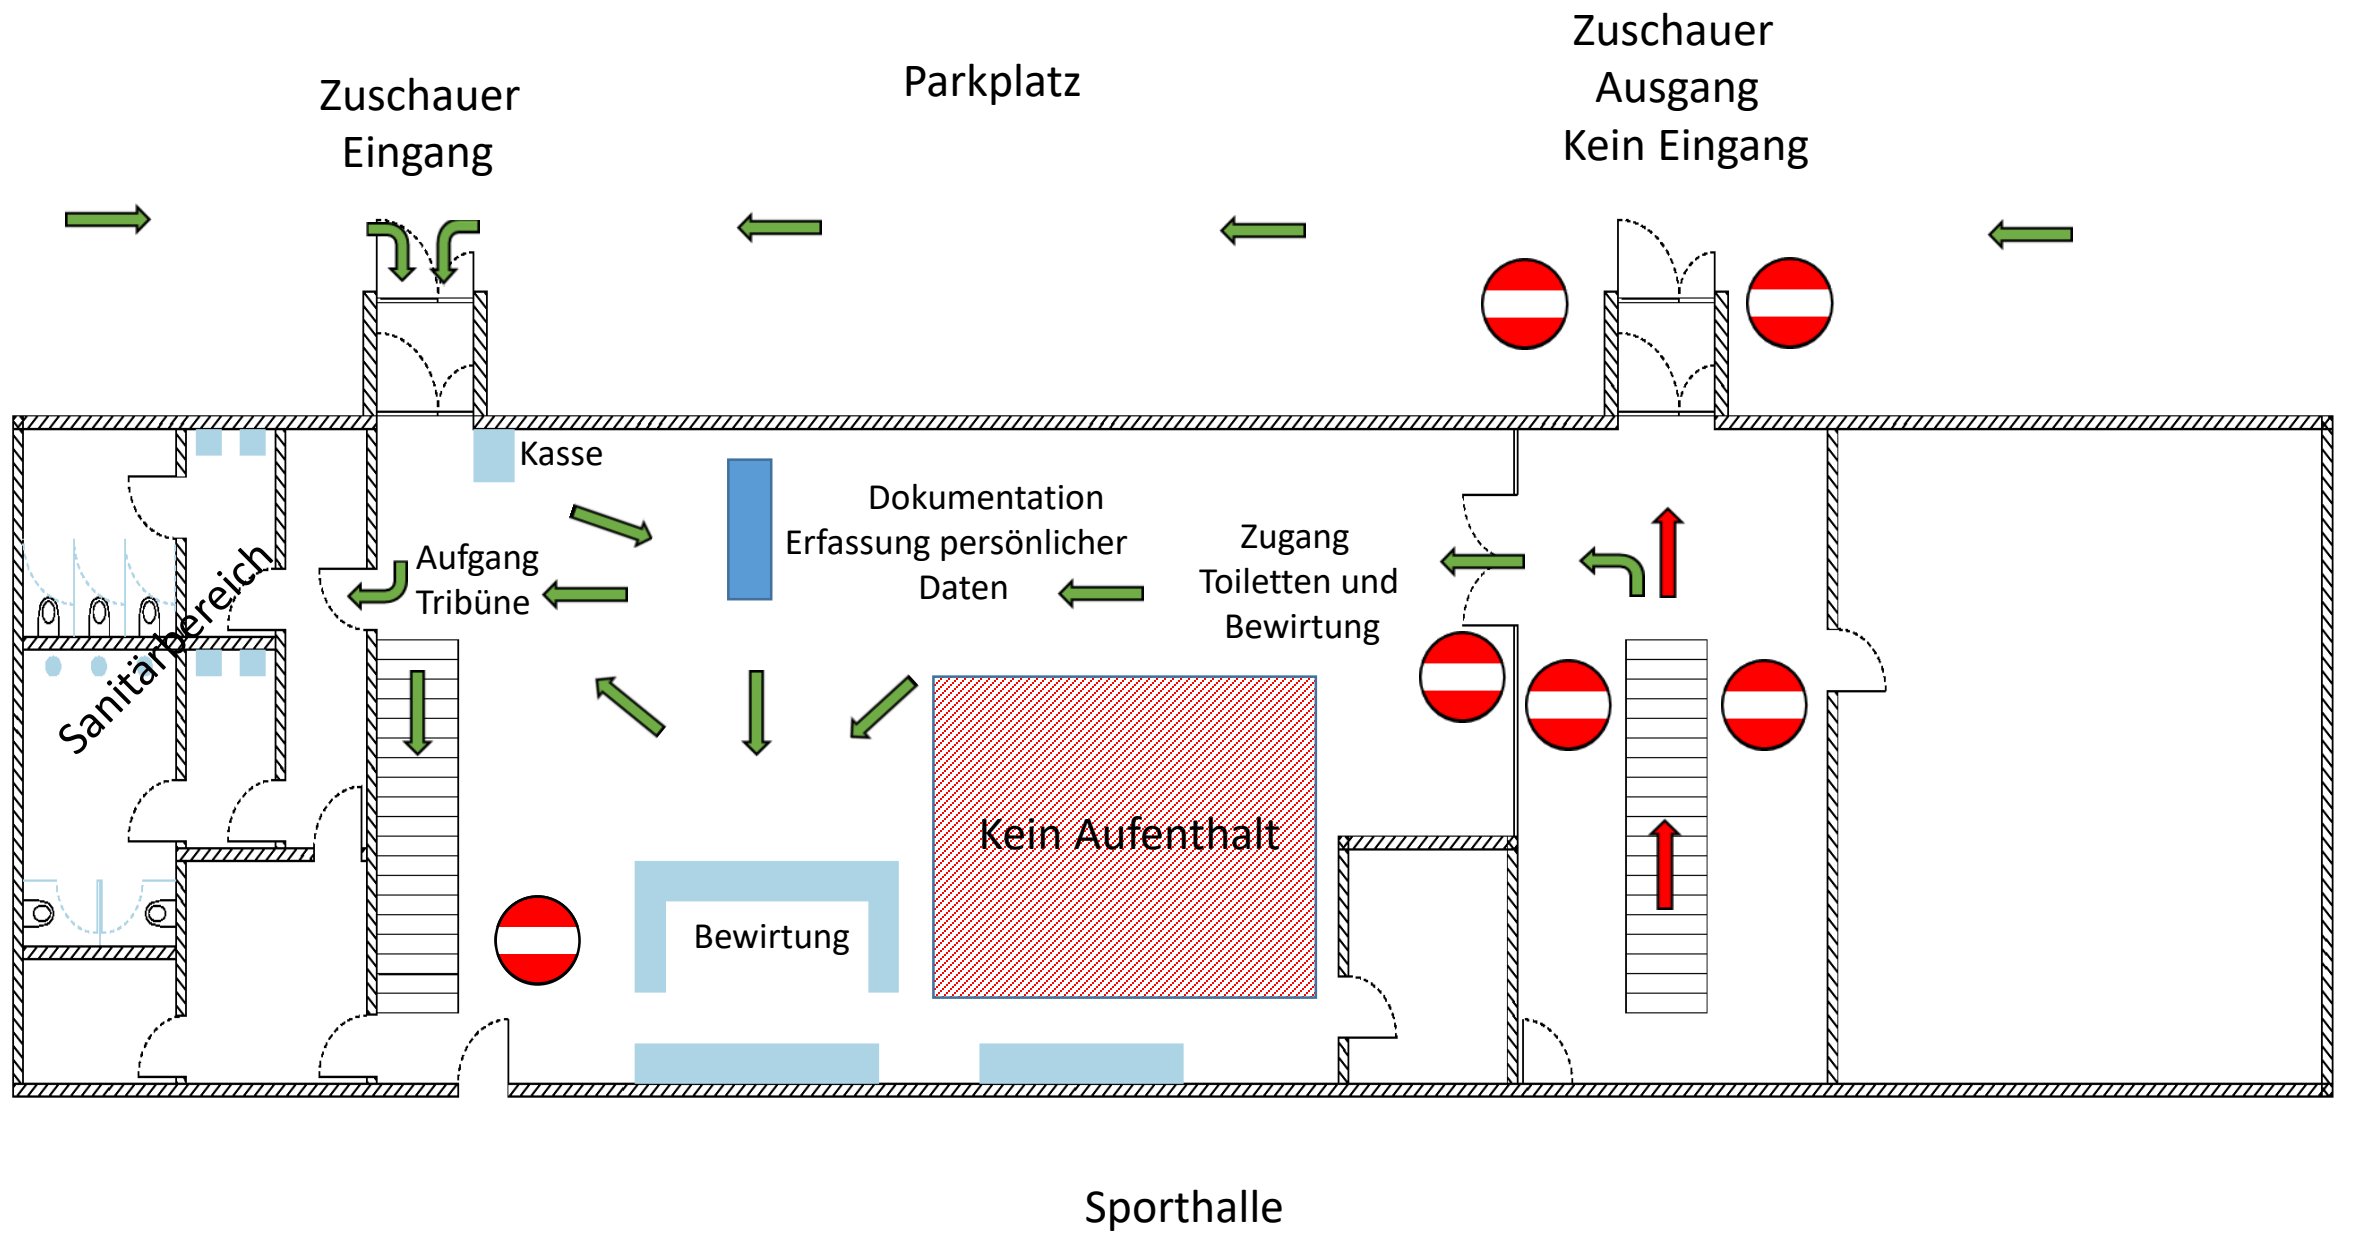 Zuschauer
Eingang
Parkplatz
Zuschauer
Ausgang
Kein Eingang
Kasse
Dokumentation
Erfassung persönlicher
Daten
Zugang
Toiletten und
Bewirtung
Aufgang
Tribüne
Sanitärbereich
Kein Aufenthalt
Bewirtung
Sporthalle